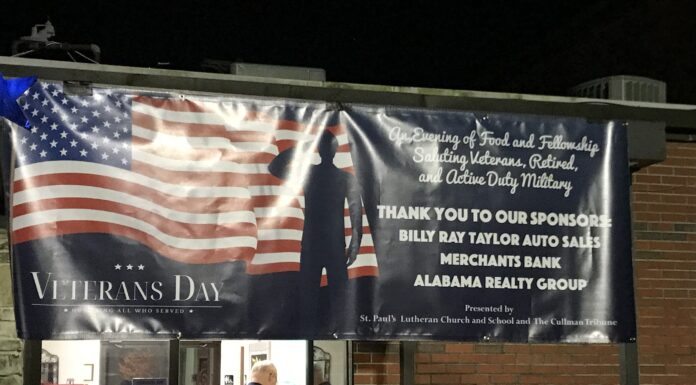 An Evening of Food and Fellowship
Saluting Veterans, Retired,
and Active Duty Military
THANK YOU TO OUR SPONSORS:
BILLY RAY TAYLOR AUTO SALES
MERCHANTS BANK
ALABAMA REALTY GROUP
Presented by
St. Paul's Lutheran Church and School and The Cullman Tribune
VETERANS DAY
HONORING ALL WHO SERVED